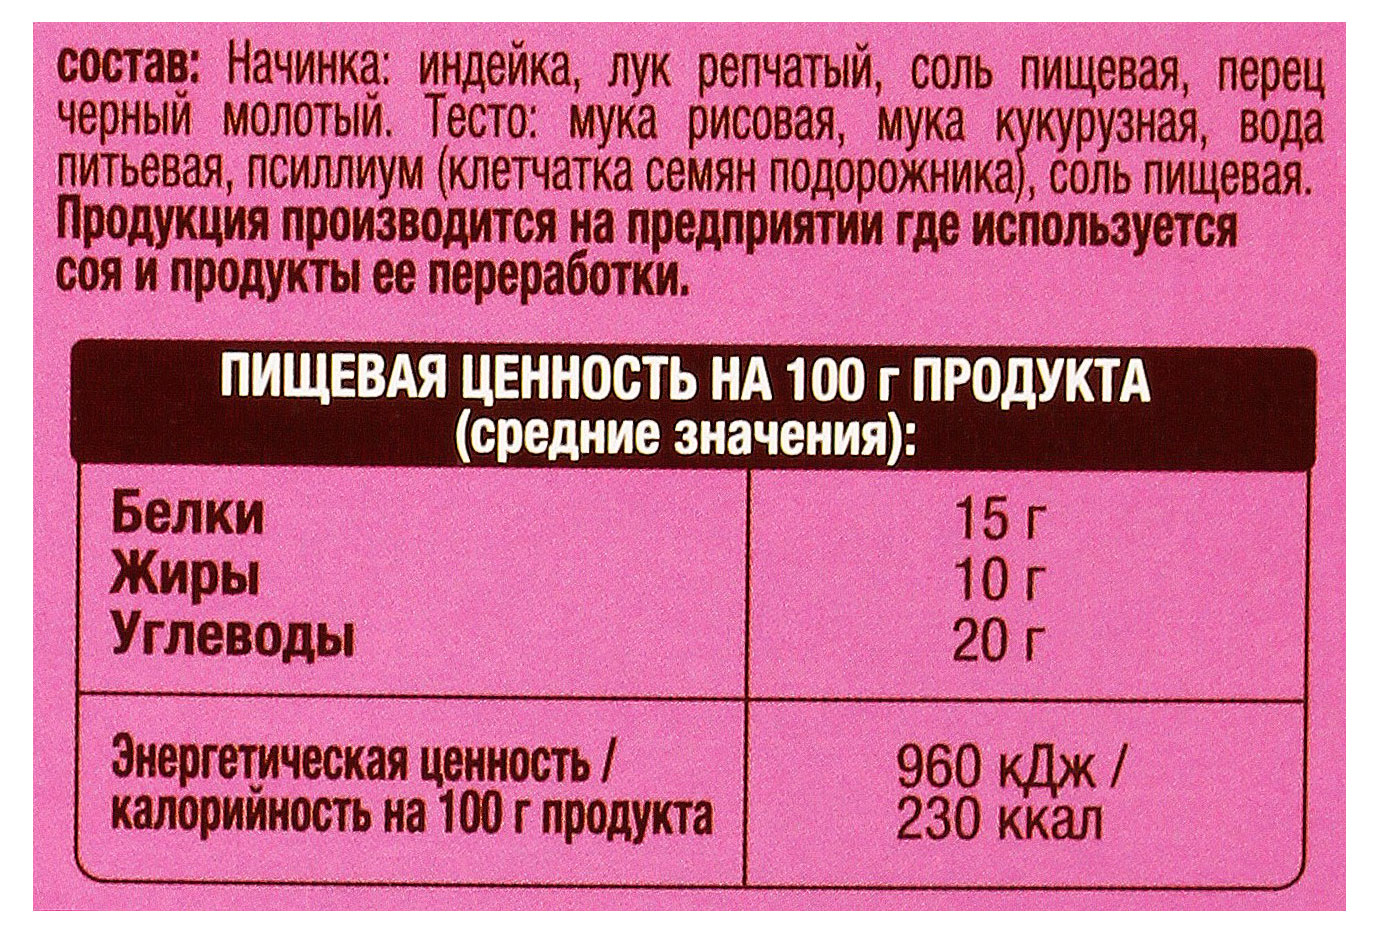 состав: Начинка: индейка, лук репчатый, соль пищевая, перец
черный молотый. Тесто: мука рисовая, мука кукурузная, вода
питьевая, псиллиум (клетчатка семян подорожника), соль пищевая.
Продукция производится на предприятии где используется
соя и продукты ее переработки.
ПИЩЕВАЯ ЦЕННОСТЬ НА 100 г ПРОДУКТА
(средние значения):
Белки 15 г
Жиры 10 г
Углеводы 20 г
Энергетическая ценность / 960 кДж /
калорийность на 100 г продукта 230 ккал